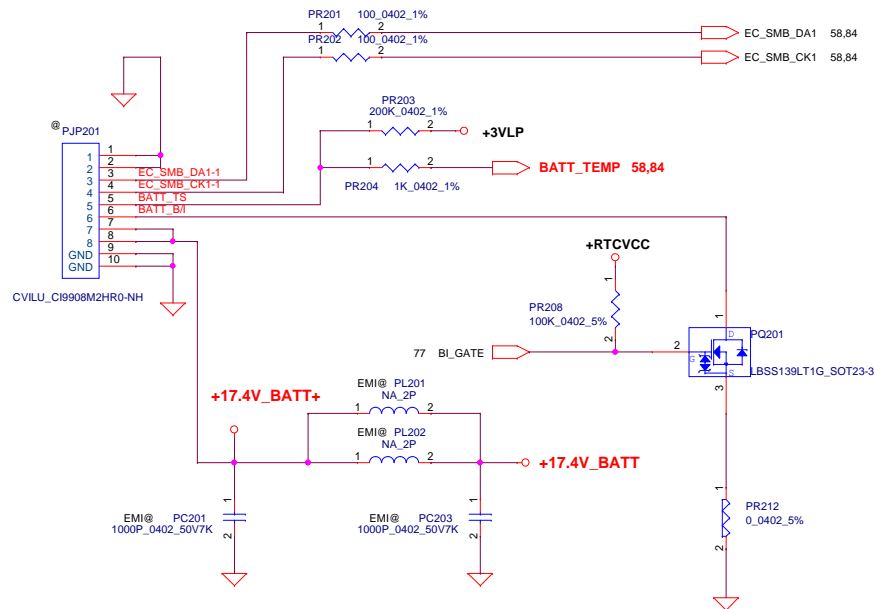 PR201 100_0402_1%
1 2
EC_SMB_DA1 58,84
PR202 100_0402_1%
1 2
EC_SMB_CK1 58,84
PR203
200K_0402_1%
1 2
+3VLP
@
PJP201
1 1
2 2
3 3 EC_SMB_DA1-1
4 4 EC_SMB_CK1-1
5 5 BATT_TS
6 6 BATT_B/I
7 7
8 8
GND 9
GND 10
CVILU_CI9908M2HR0-NH
1 2
BATT_TEMP 58,84
PR204 1K_0402_1%
+RTCVCC
1
PR208
100K_0402_5%
2
77 BI_GATE
2
1
D
G
S
PQ201
LBSS139LT1G_SOT23-3
3
+17.4V_BATT+
EMI@ PL201
1 2
NA_2P
EMI@ PL202
1 2
NA_2P
+17.4V_BATT
1
EMI@ PC201
1000P_0402_50V7K
2
1
EMI@ PC203
1000P_0402_50V7K
2
1
PR212
0_0402_5%
2